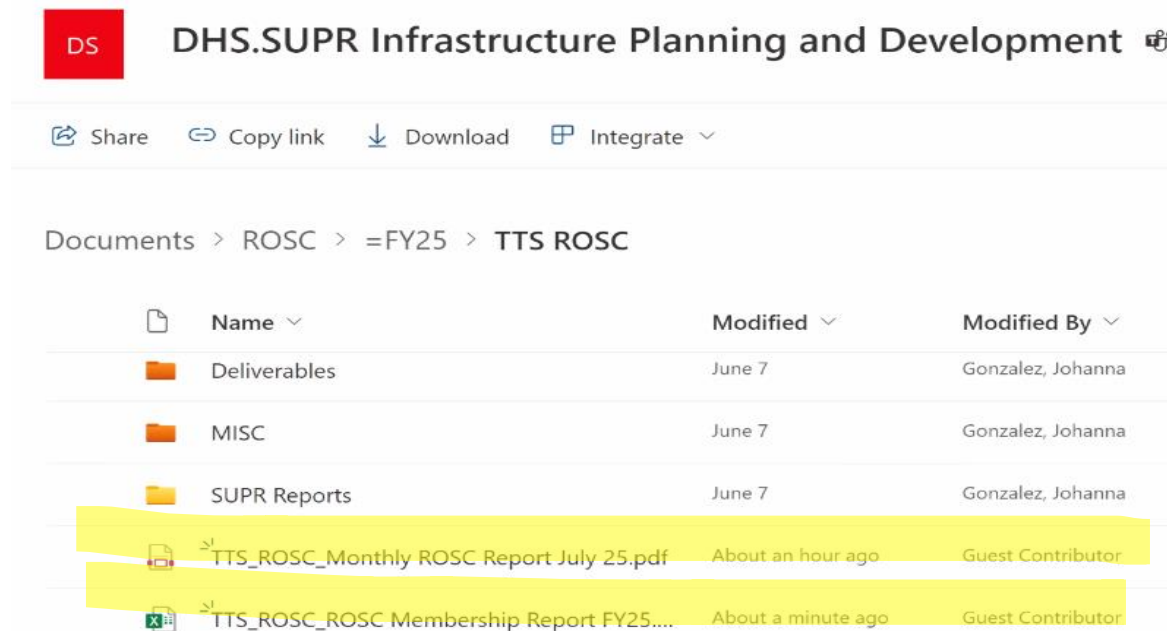 DS
DHS.SUPR Infrastructure Planning and Development
Share Copy link Download Integrate
Documents > ROSC > =FY25 > TTS ROSC
Name Modified Modified By
Deliverables June 7 Gonzalez, Johanna
MISC June 7 Gonzalez, Johanna
SUPR Reports June 7 Gonzalez, Johanna
TTS_ROSC_Monthly ROSC Report July 25.pdf About an hour ago Guest Contributor
TTS_ROSC_ROSC Membership Report FY25.... About a minute ago Guest Contributor